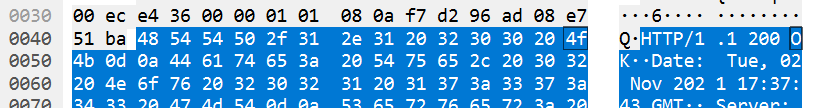 0030 00 ec e4 36 00 00 01 01 08 0a f7 d2 96 ad 08 e7 ···6···· ········
0040 51 ba 48 54 54 50 2f 31 2e 31 20 32 30 30 20 4f Q·HTTP/1 .1 200 O
0050 4b 0d 0a 44 61 74 65 3a 20 54 75 65 2c 20 30 32 K··Date: Tue, 02
0060 20 4e 6f 76 20 32 30 32 31 20 31 37 3a 33 37 3a Nov 202 1 17:37:
0070 34 33 20 47 4d 54 0d 0a 53 65 72 76 65 72 3a 20 43 GMT·· Server: